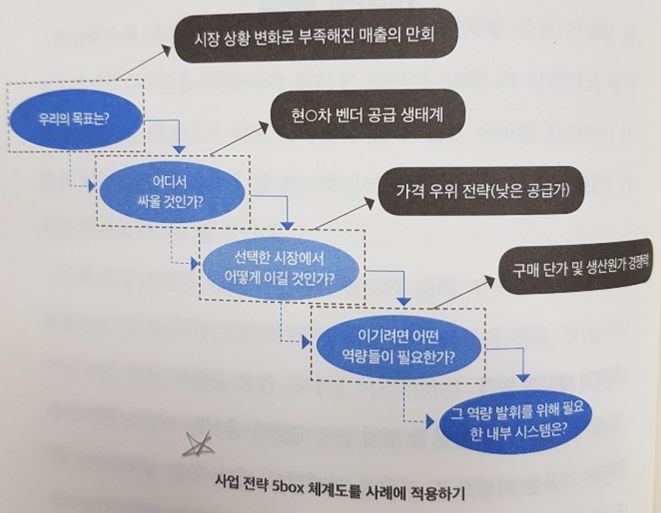 시장 상황 변화로 부족해진 매출의 만회
우리의 목표는?
현○차 벤더 공급 생태계
어디서
싸울 것인가?
가격 우위 전략(낮은 공급가)
선택한 시장에서
어떻게 이길 것인가?
구매 단가 및 생산원가 경쟁력
이기려면 어떤
역량들이 필요한가?
그 역량 발휘를 위해 필요
한 내부 시스템은?
사업 전략 5box 체계도를 사례에 적용하기